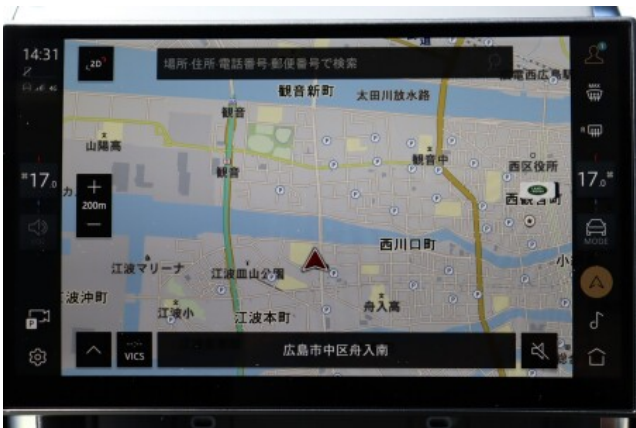 14:31
2D
場所·住所·電話番号·郵便番号で検索
4G
観音新町
太田川放水路
観音
MAX
R
山陽高
観音
観音中
西区役所
17.0
17.0
200m
西川口町
MODE
江波マリーナ
江波皿山公園
江波沖町
江波小
江波本町
舟入高
P
VICS
広島市中区舟入南